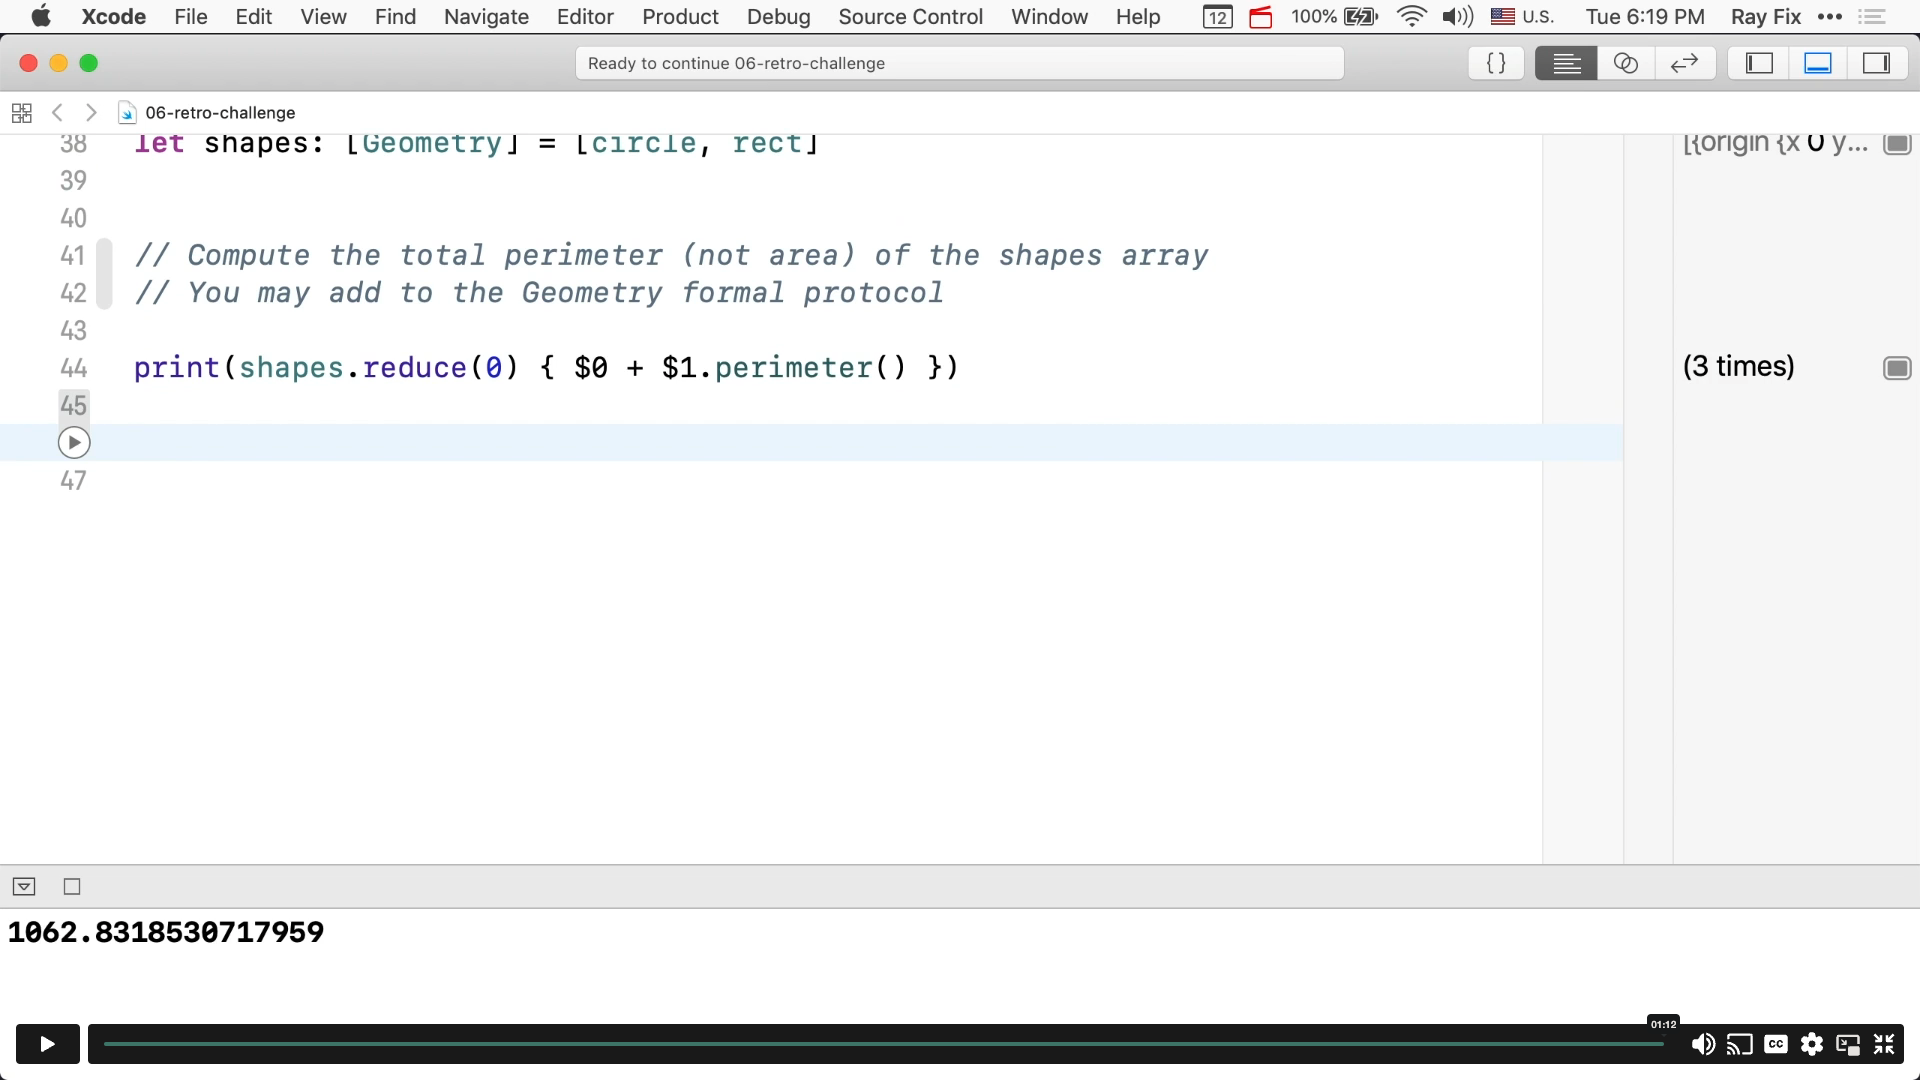 Xcode File Edit View Find Navigate Editor Product Debug Source Control Window Help 12 100% U.S. Tue 6:19 PM Ray Fix
Ready to continue 06-retro-challenge {}
06-retro-challenge
38 let shapes: [Geometry] = [circle, rect] [{origin {x 0 y...
39
40
41 // Compute the total perimeter (not area) of the shapes array
42 // You may add to the Geometry formal protocol
43
44 print(shapes.reduce(0) { $0 + $1.perimeter() }) (3 times)
45
47
1062.8318530717959
01:12
CC